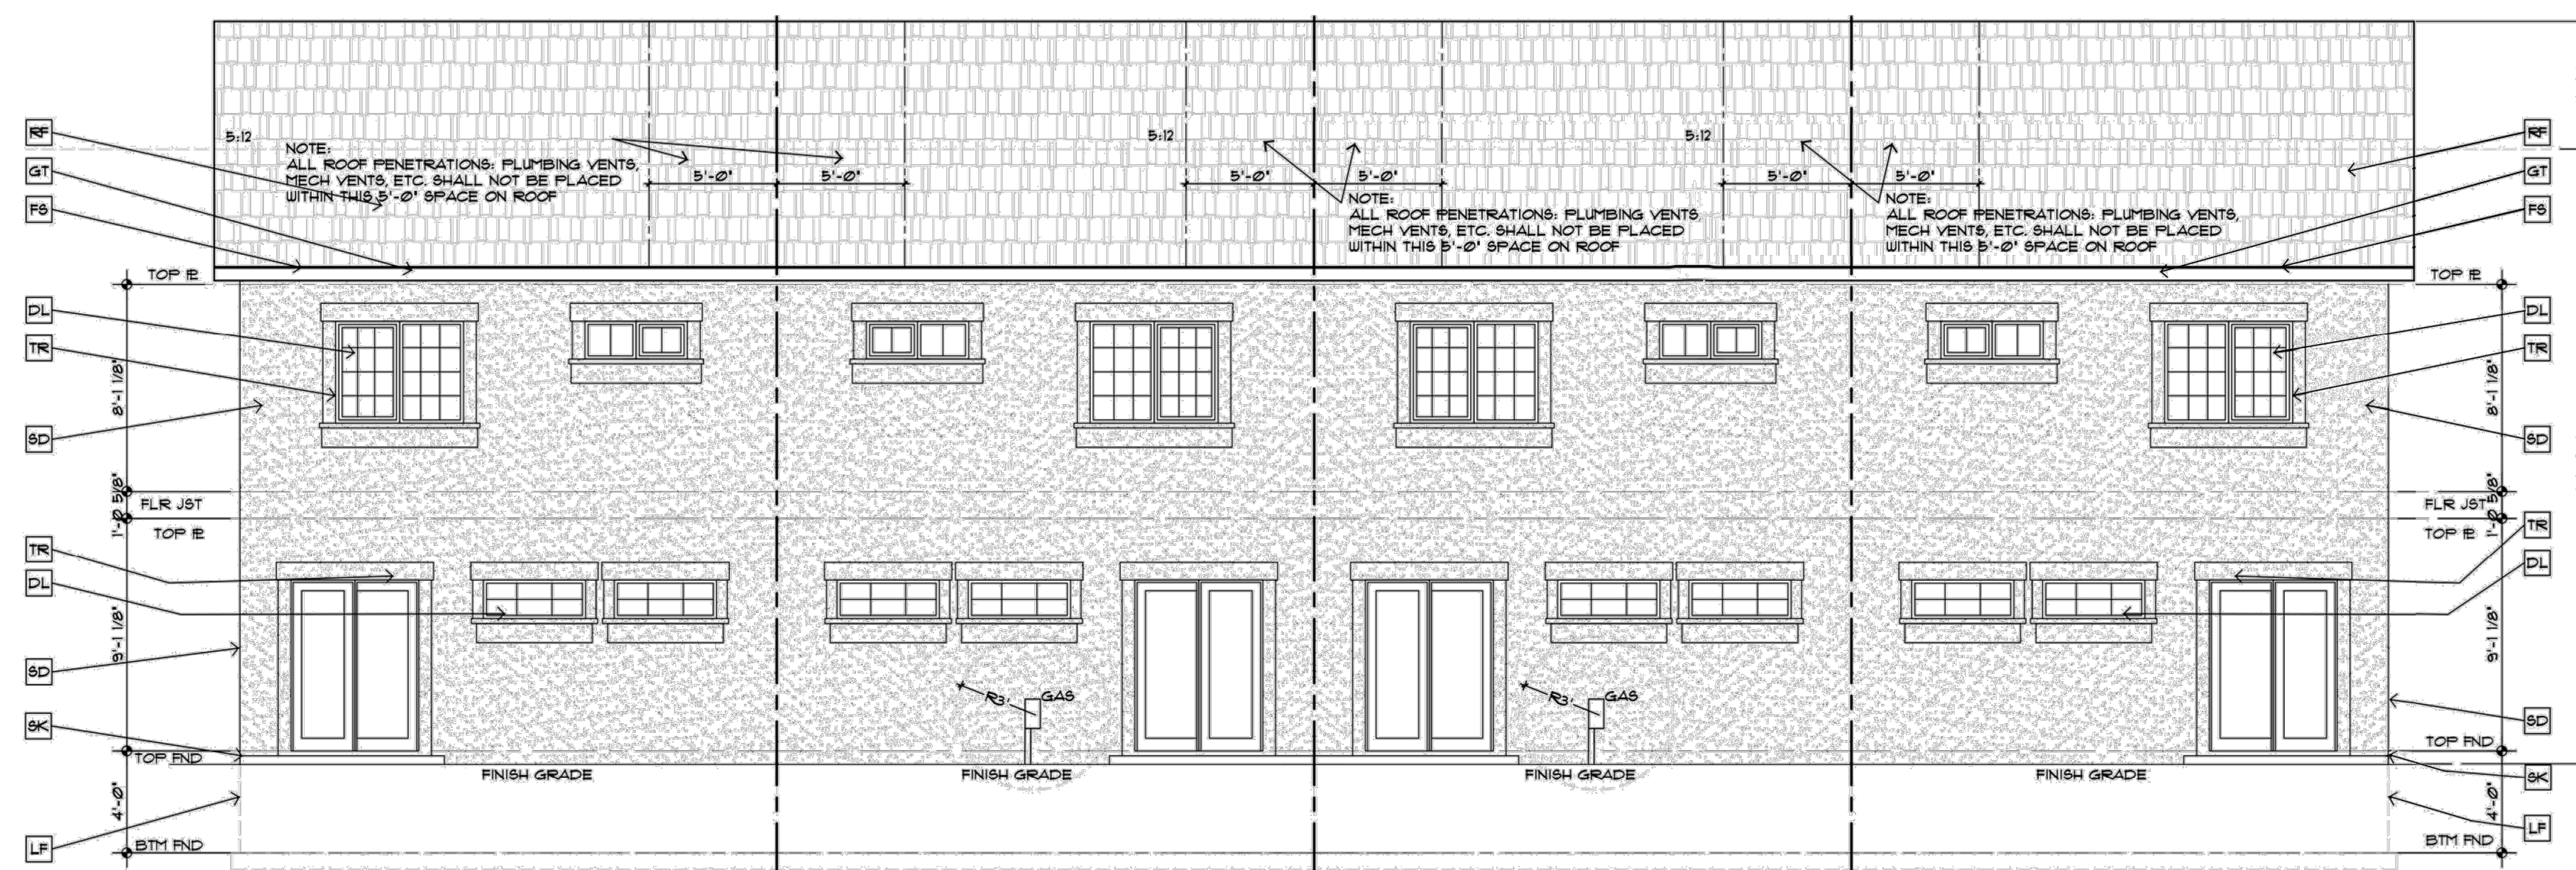 5:12
5:12
5:12
NOTE:
ALL ROOF PENETRATIONS: PLUMBING VENTS,
MECH VENTS, ETC. SHALL NOT BE PLACED
WITHIN THIS 5'-0" SPACE ON ROOF
5'-0"
5'-0"
5'-0"
5'-0"
5'-0"
5'-0"
NOTE:
ALL ROOF PENETRATIONS: PLUMBING VENTS,
MECH VENTS, ETC. SHALL NOT BE PLACED
WITHIN THIS 5'-0" SPACE ON ROOF
NOTE:
ALL ROOF PENETRATIONS: PLUMBING VENTS,
MECH VENTS, ETC. SHALL NOT BE PLACED
WITHIN THIS 5'-0" SPACE ON ROOF
RF
GT
FS
DL
TR
SD
TR
DL
SD
SK
LF
TOP PL
8'-1 1/8"
FLR JST
1'-0 5/8"
TOP PL
9'-1 1/8"
TOP FND
4'-0"
BTM FND
R3'
GAS
R3'
GAS
FINISH GRADE
FINISH GRADE
FINISH GRADE
FINISH GRADE
TOP PL
8'-1 1/8"
FLR JST
1'-0 5/8"
TOP PL
9'-1 1/8"
TOP FND
4'-0"
BTM FND
RF
GT
FS
DL
TR
SD
TR
DL
SD
SK
LF